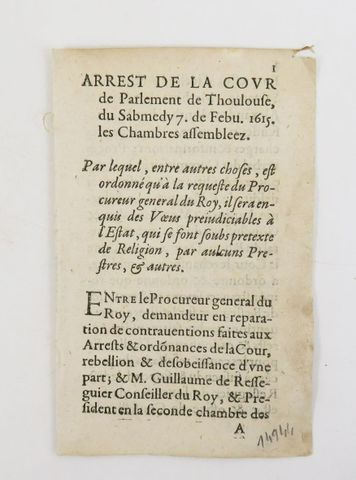 1
ARREST DE LA COVR
de Parlement de Thoulouſe,
du Sabmedy 7. de Febu. 1615.
les Chambres aſſembleez.
Par lequel, entre autres choſes, eſt
ordonné qu'à la requeſte du Pro-
cureur general du Roy, il ſera en-
quis des Vœus preiudiciables à
l'Eſtat, qui ſe font ſoubs pretexte
de Religion, par aulcuns Pre-
ſtres, & autres.
ENTRE le Procureur general du
Roy, demandeur en repara-
tion de contrauentions faites aux
Arreſts & ordõnances de la Cour,
rebellion & desobeiſſance d'vne
part; & M. Guillaume de Reſſe-
guier Conſeiller du Roy, & Pre-
ſident en la seconde chambre des
A
14944